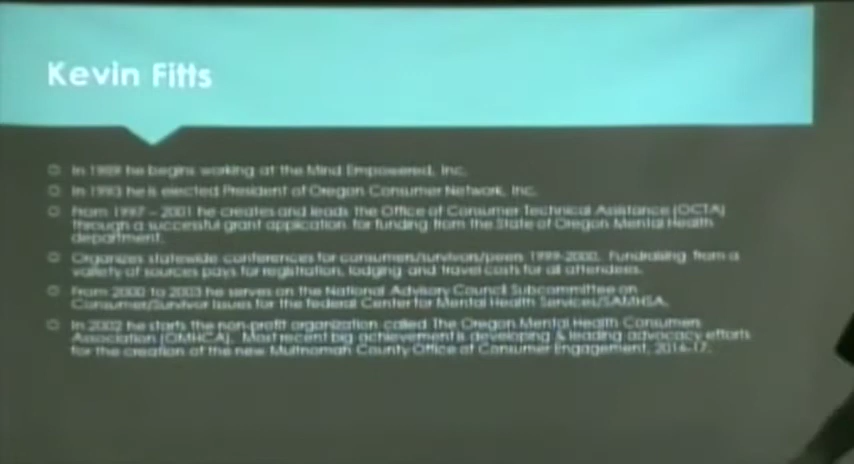 Kevin Fitts
In 1989 he begins working at the Mind Empowered, Inc.
In 1993 he is elected President of Oregon Consumer Network, Inc.
From 1997 – 2001 he creates and leads the Office of Consumer Technical Assistance (OCTA)
through a successful grant application for funding from the State of Oregon Mental Health
department.
Organizes statewide conferences for consumers/survivors/peers 1999-2000. Fundraising from a
variety of sources pays for registration, lodging and travel costs for all attendees.
From 2000 to 2003 he serves on the National Advisory Council Subcommittee on
Consumer/Survivor Issues for the federal Center for Mental Health Services/SAMHSA.
In 2002 he starts the non-profit organization called The Oregon Mental Health Consumers
Association (OMHCA). Most recent big achievement is developing & leading advocacy efforts
for the creation of the new Multnomah County Office of Consumer Engagement, 2016-17.